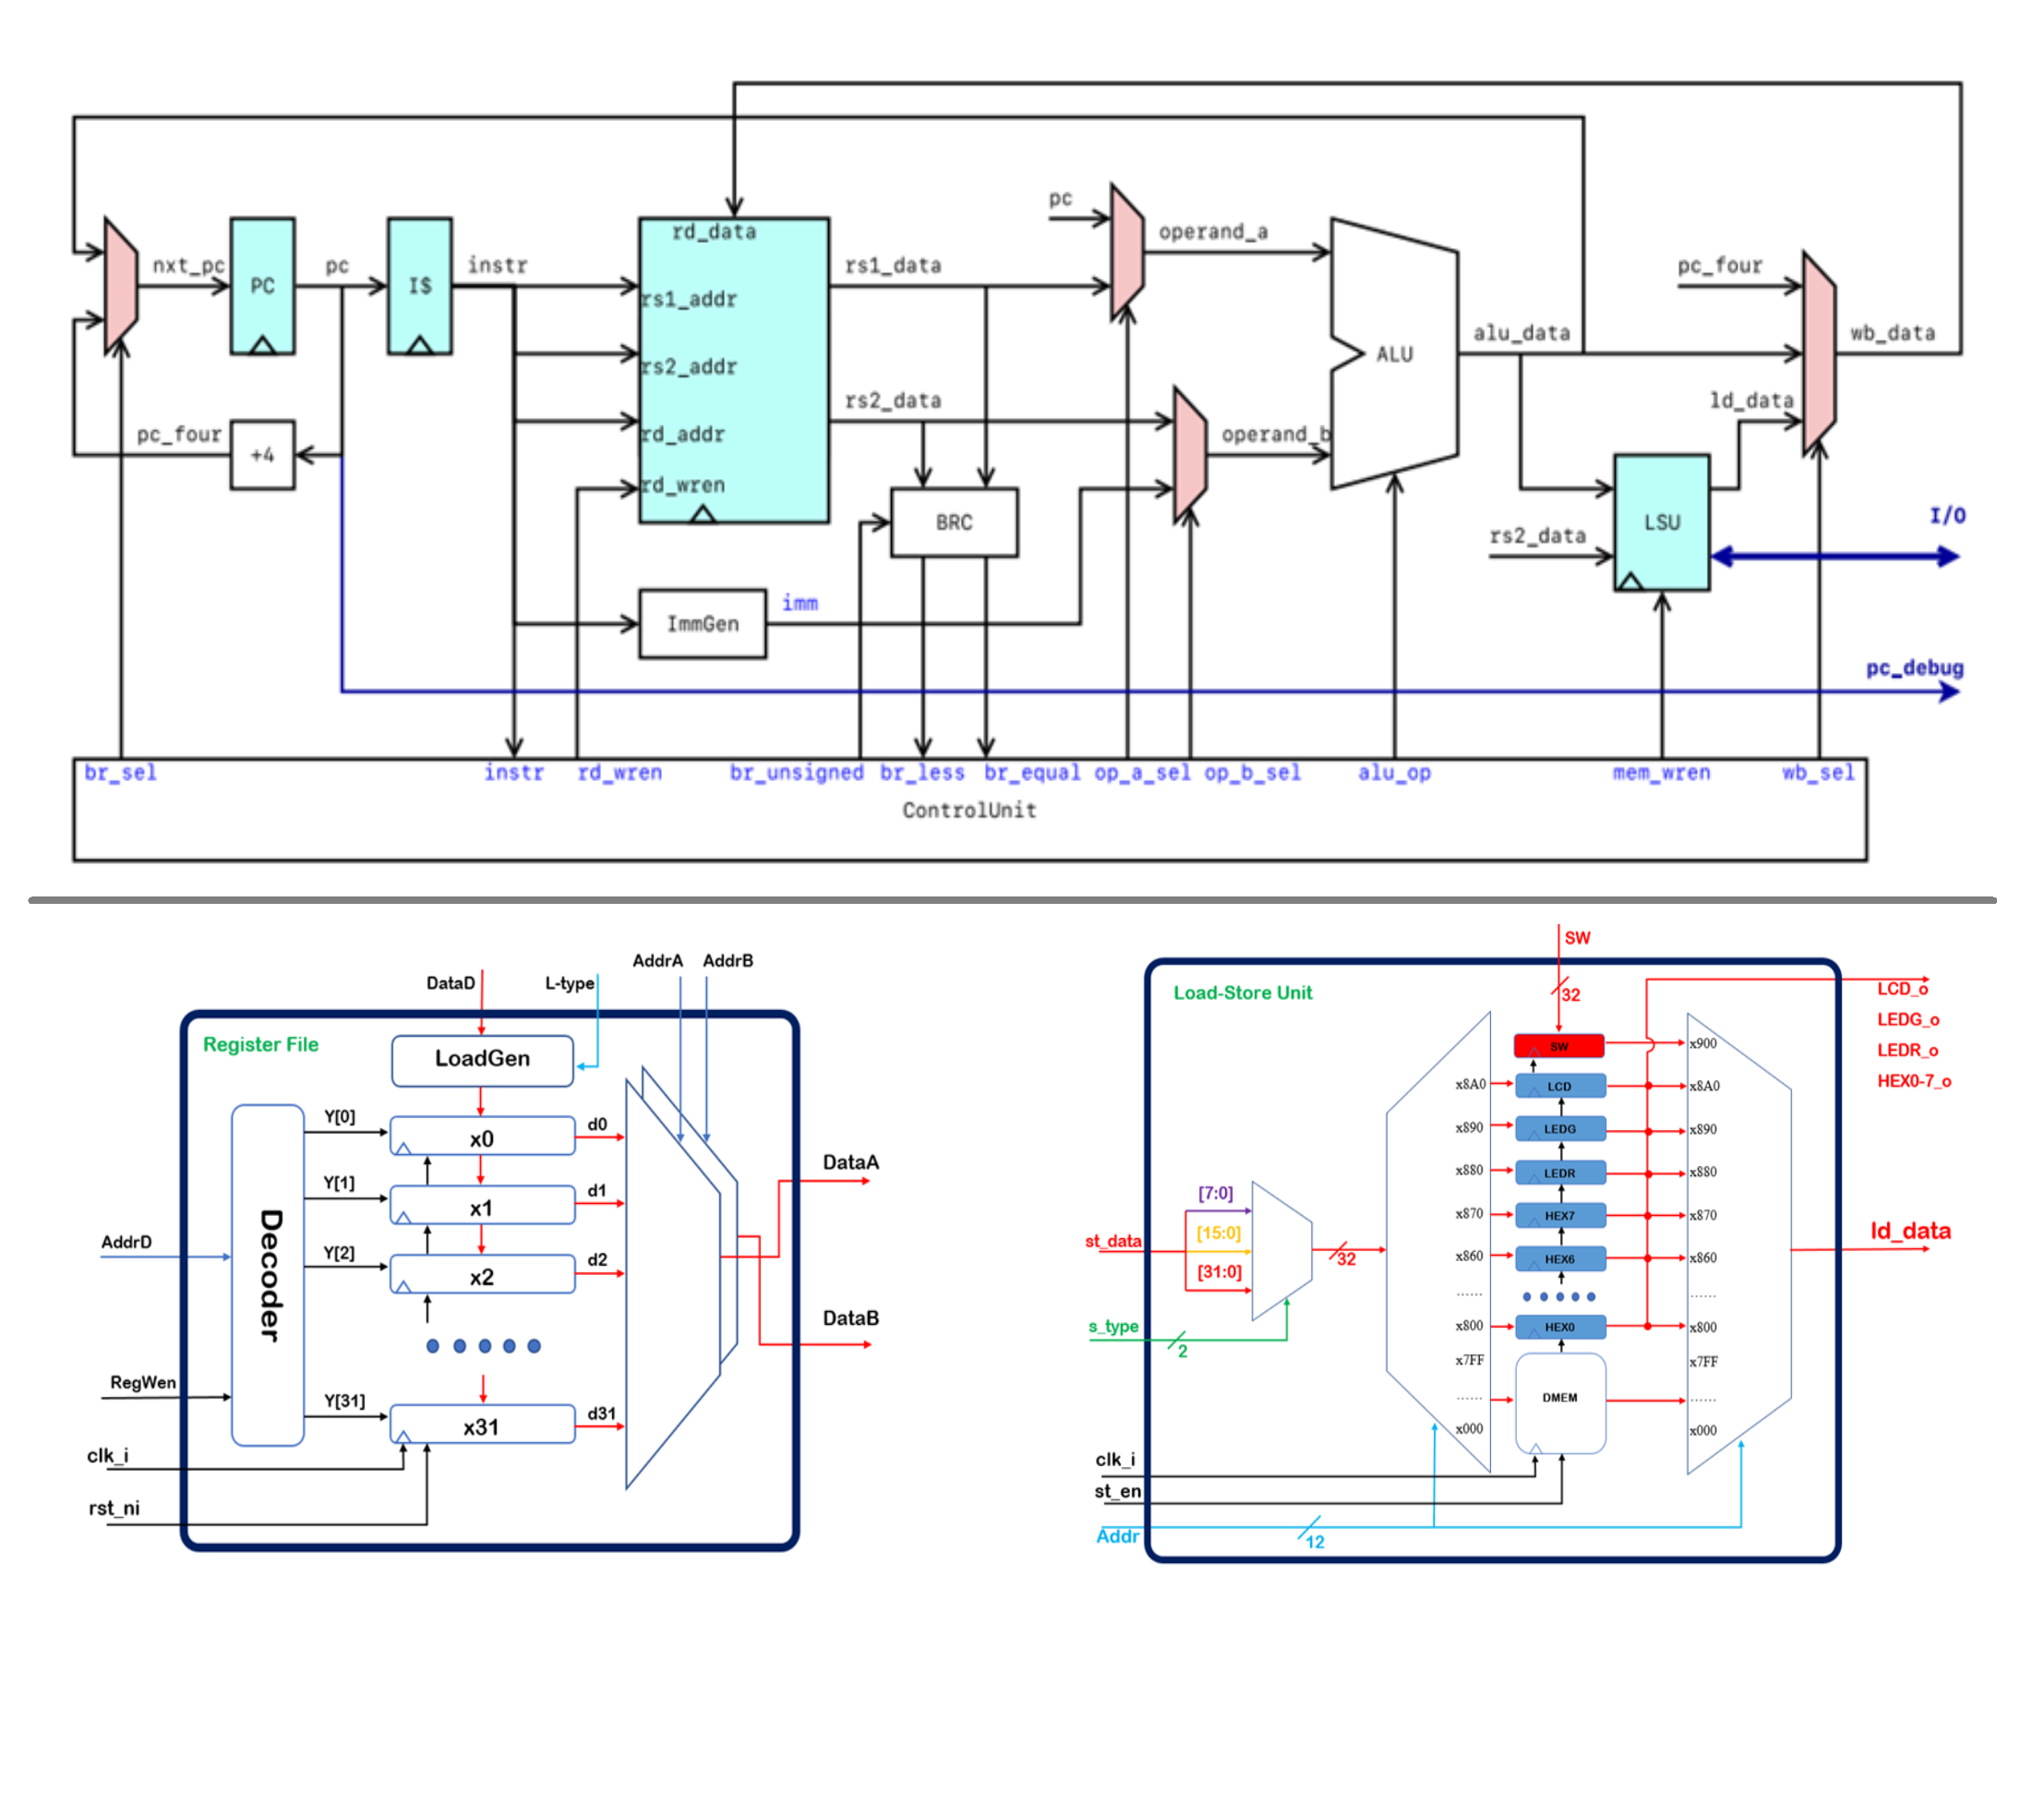 pc
operand_a
nxt_pc
PC
pc
I$
instr
rd_data
rs1_addr
rs2_addr
rd_addr
rd_wren
rs1_data
rs2_data
operand_b
ALU
alu_data
pc_four
wb_data
ld_data
pc_four
+4
BRC
LSU
rs2_data
I/O
ImmGen
imm
pc_debug
br_sel
instr
rd_wren
br_unsigned
br_less
br_equal
op_a_sel
op_b_sel
alu_op
mem_wren
wb_sel
ControlUnit
DataD
L-type
AddrA
AddrB
Register File
LoadGen
Decoder
Y[0]
x0
d0
Y[1]
x1
d1
Y[2]
x2
d2
Y[31]
x31
d31
AddrD
RegWen
clk_i
rst_ni
DataA
DataB
SW
32
Load-Store Unit
LCD_o
LEDG_o
LEDR_o
HEX0-7_o
SW
x900
x8A0
LCD
x8A0
x890
LEDG
x890
x880
LEDR
x880
x870
HEX7
x870
x860
HEX6
x860
......
......
x800
HEX0
x800
x7FF
x7FF
......
DMEM
......
x000
x000
[7:0]
[15:0]
[31:0]
st_data
32
s_type
2
ld_data
clk_i
st_en
Addr
12